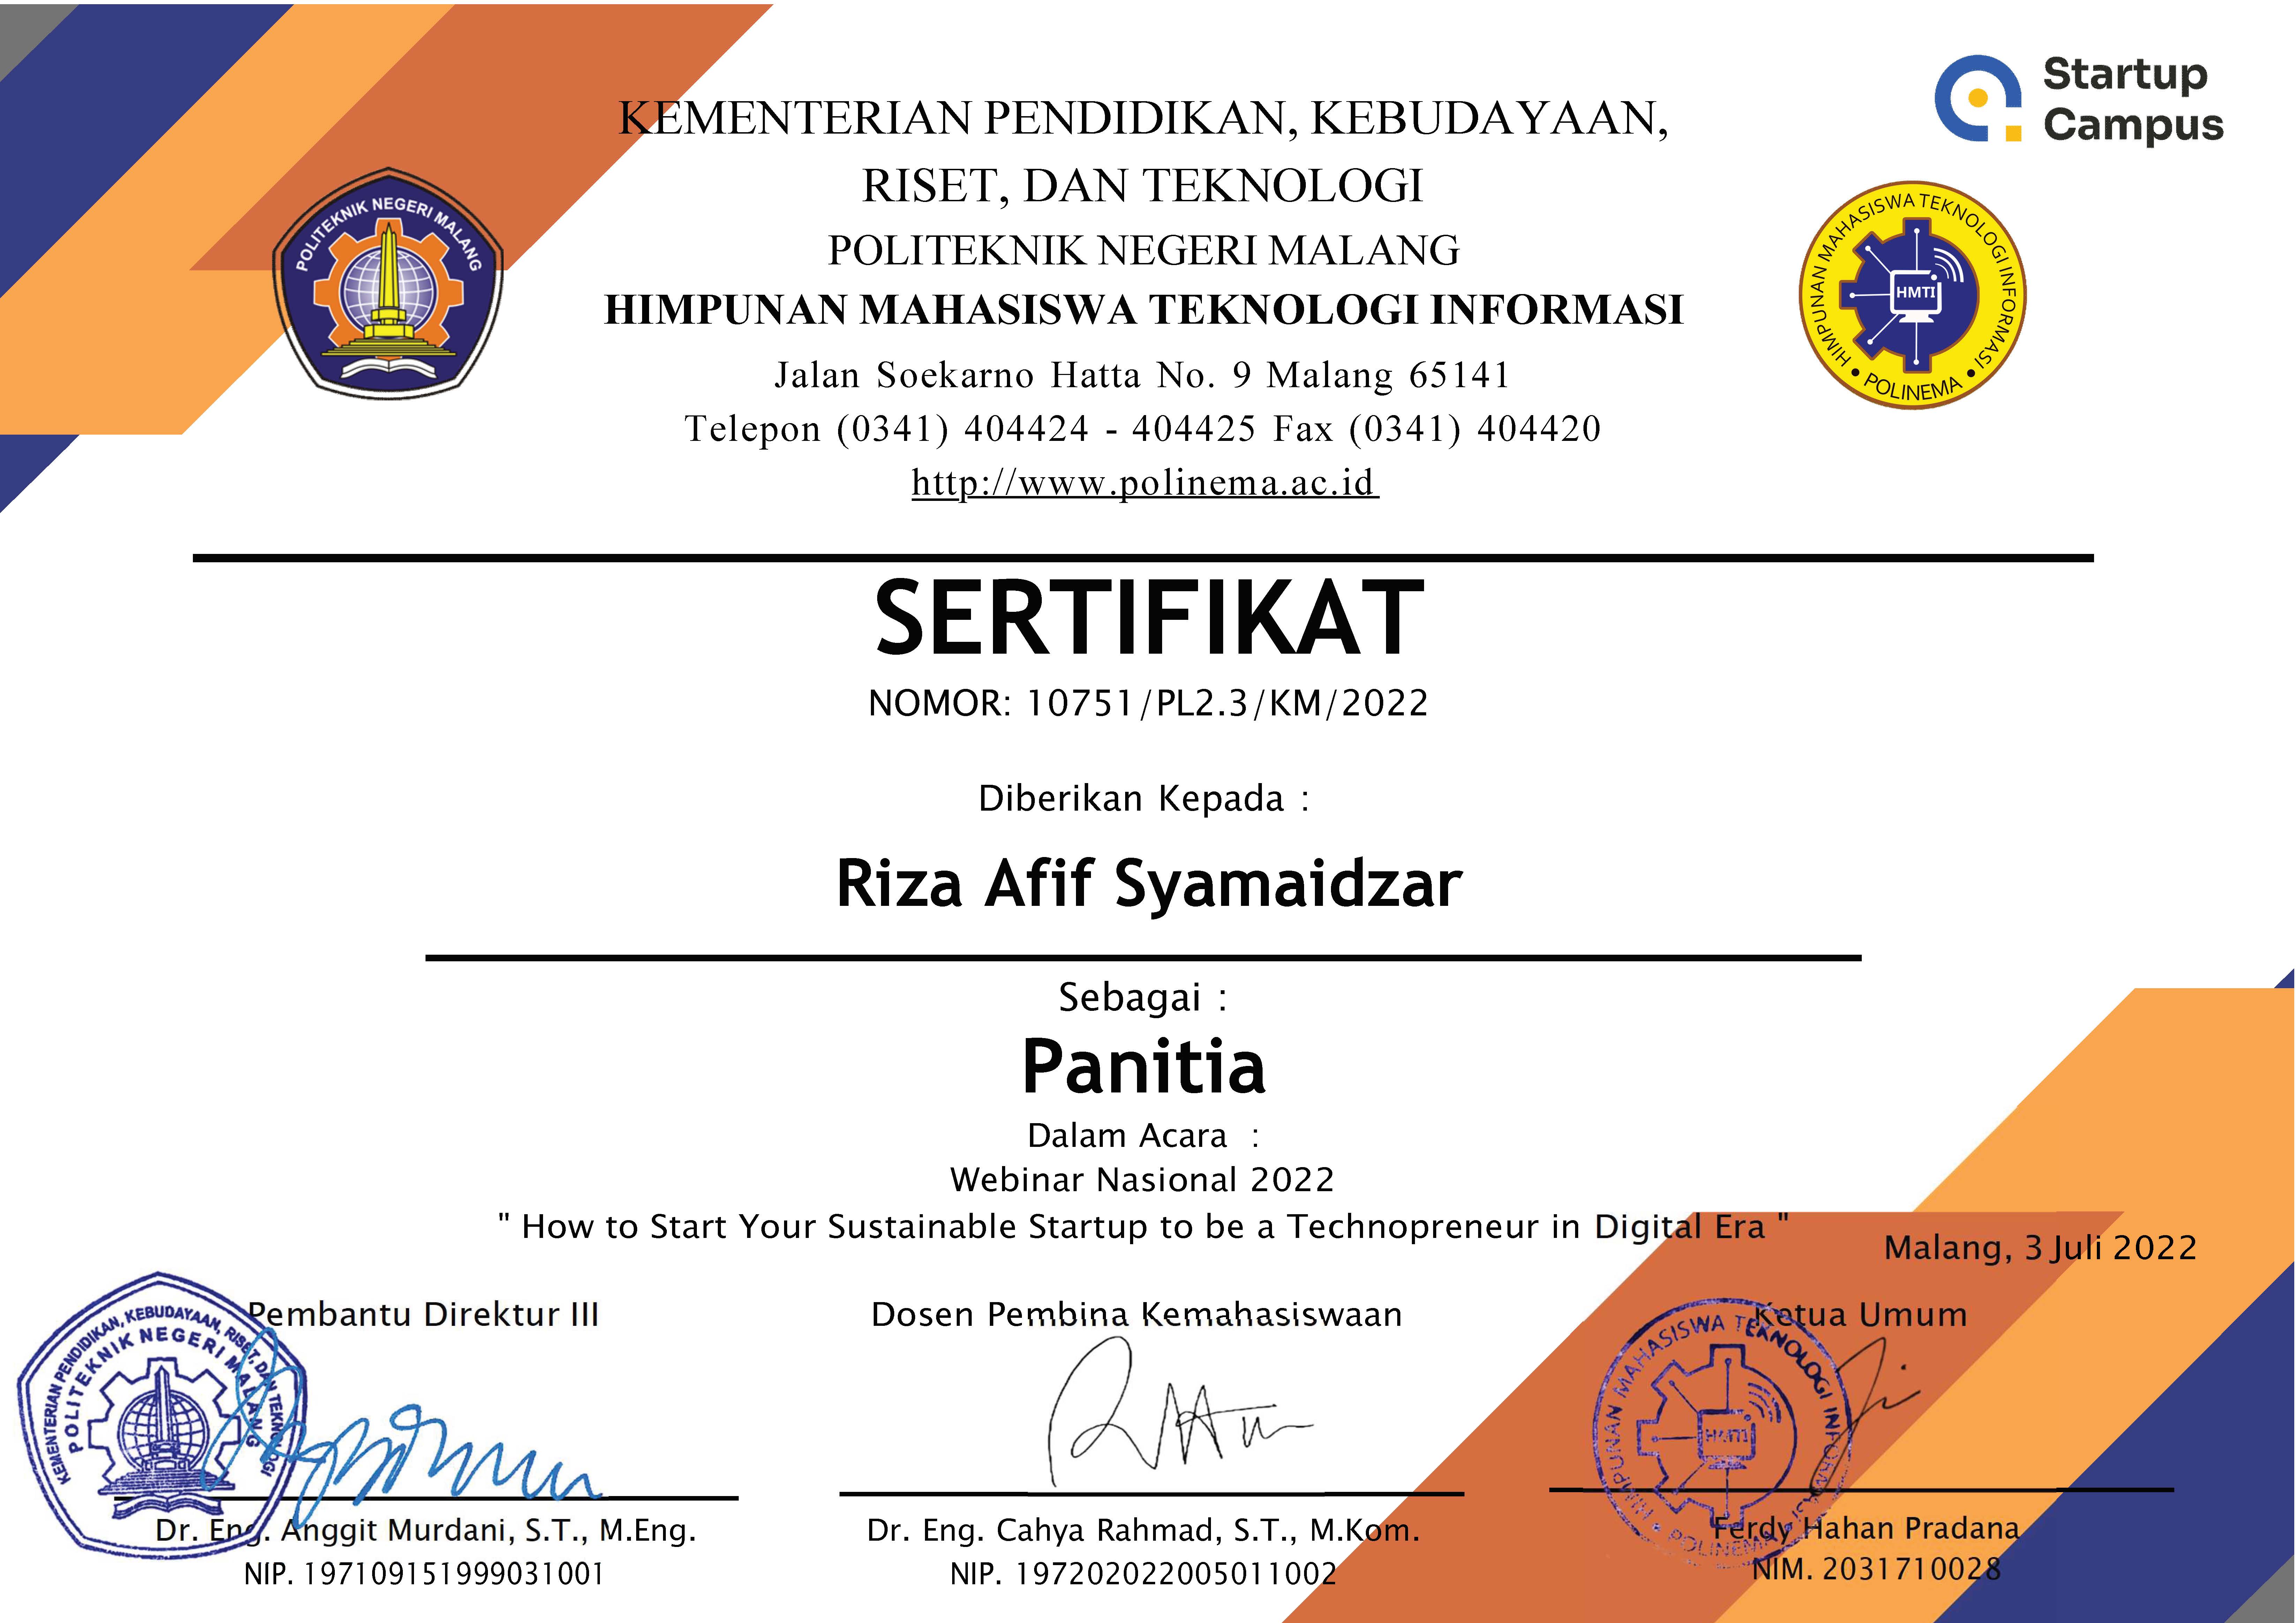 Startup
Campus
KEMENTERIAN PENDIDIKAN, KEBUDAYAAN,
RISET, DAN TEKNOLOGI
POLITEKNIK NEGERI MALANG
HIMPUNAN MAHASISWA TEKNOLOGI INFORMASI
Jalan Soekarno Hatta No. 9 Malang 65141
Telepon (0341) 404424 - 404425 Fax (0341) 404420
http://www.polinema.ac.id
POLITEKNIK NEGERI MALANG
HIMPUNAN MAHASISWA TEKNOLOGI INFORMASI
HMTI
• POLINEMA •
SERTIFIKAT
NOMOR: 10751/PL2.3/KM/2022
Diberikan Kepada :
Riza Afif Syamaidzar
Sebagai :
Panitia
Dalam Acara :
Webinar Nasional 2022
" How to Start Your Sustainable Startup to be a Technopreneur in Digital Era "
Malang, 3 Juli 2022
Pembantu Direktur III
Dosen Pembina Kemahasiswaan
Ketua Umum
KEMENTERIAN PENDIDIKAN, KEBUDAYAAN, RISET, DAN TEKNOLOGI
POLITEKNIK NEGERI MALANG
HIMPUNAN MAHASISWA TEKNOLOGI INFORMASI
HMTI
• POLINEMA •
Dr. Eng. Anggit Murdani, S.T., M.Eng.
NIP. 197109151999031001
Dr. Eng. Cahya Rahmad, S.T., M.Kom.
NIP. 197202022005011002
Ferdy Hahan Pradana
NIM. 2031710028